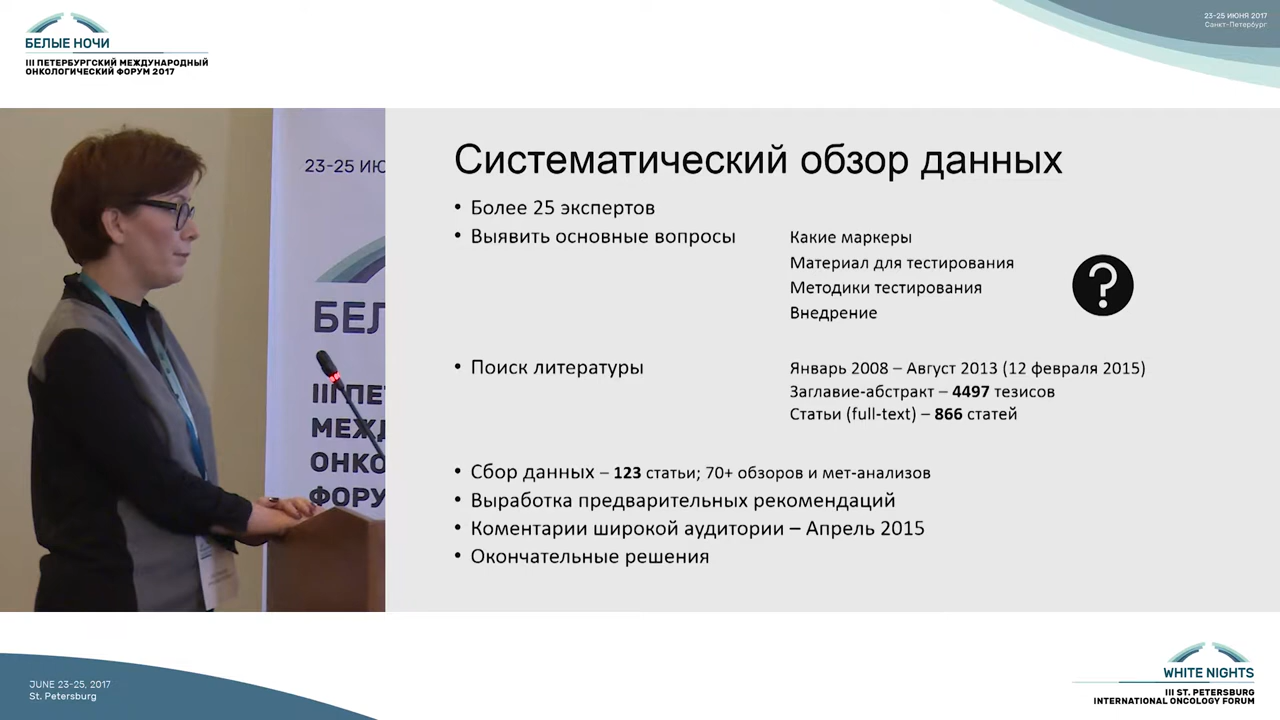 23-25 ИЮНЯ 2017
Санкт-Петербург
БЕЛЫЕ НОЧИ
III ПЕТЕРБУРГСКИЙ МЕЖДУНАРОДНЫЙ
ОНКОЛОГИЧЕСКИЙ ФОРУМ 2017
23-25 ИЮ
БЕЛ
III ПЕ
МЕЖД
ОНКО
ФОРУ
Систематический обзор данных
• Более 25 экспертов
• Выявить основные вопросы
Какие маркеры
Материал для тестирования
Методики тестирования
Внедрение
?
• Поиск литературы
Январь 2008 – Август 2013 (12 февраля 2015)
Заглавие-абстракт – 4497 тезисов
Статьи (full-text) – 866 статей
• Сбор данных – 123 статьи; 70+ обзоров и мет-анализов
• Выработка предварительных рекомендаций
• Коментарии широкой аудитории – Апрель 2015
• Окончательные решения
JUNE 23-25, 2017
St. Petersburg
WHITE NIGHTS
III ST. PETERSBURG
INTERNATIONAL ONCOLOGY FORUM